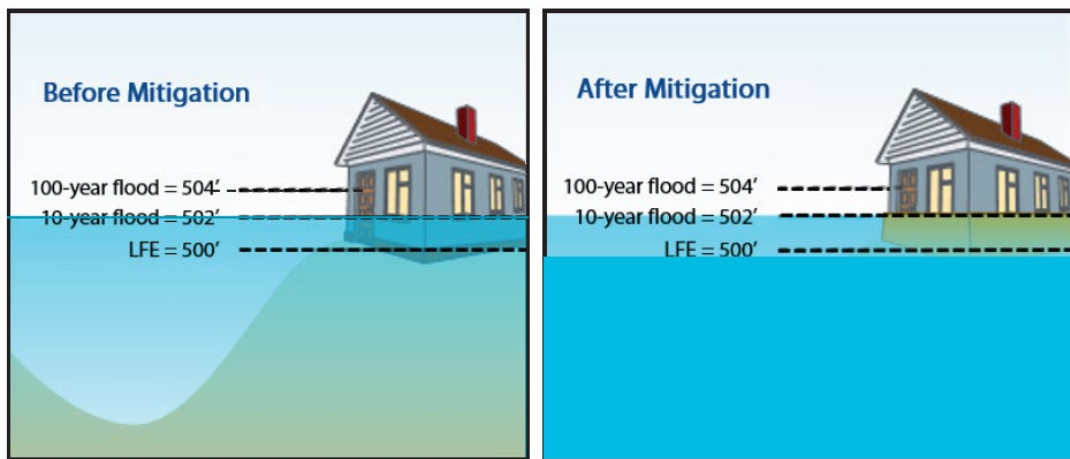 Before Mitigation
100-year flood = 504'
10-year flood = 502'
LFE = 500'
After Mitigation
100-year flood = 504'
10-year flood = 502'
LFE = 500'